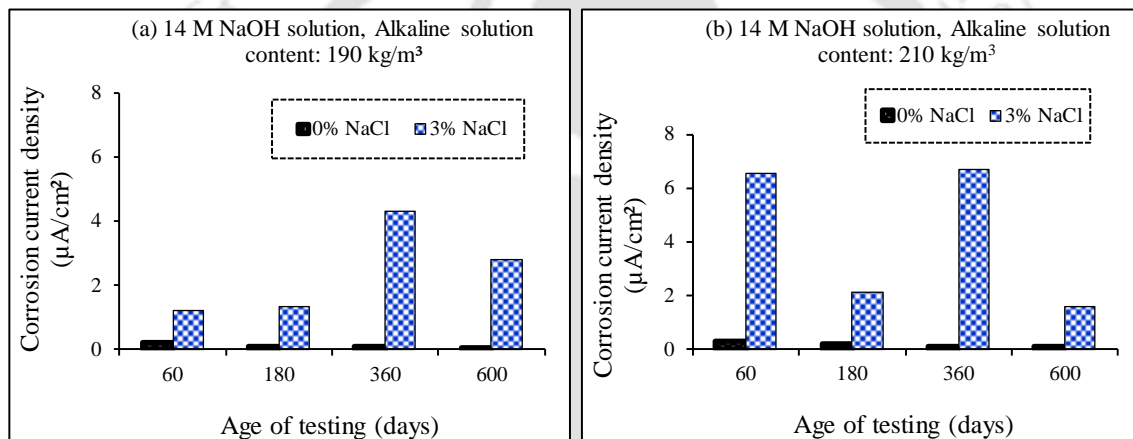 (a) 14 M NaOH solution, Alkaline solution
content: 190 kg/m³
Corrosion current density
(µA/cm²)
8
6
4
2
0
0% NaCl 3% NaCl
60 180 360 600
Age of testing (days)
(b) 14 M NaOH solution, Alkaline solution
content: 210 kg/m³
Corrosion current density
(µA/cm²)
8
6
4
2
0
0% NaCl 3% NaCl
60 180 360 600
Age of testing (days)